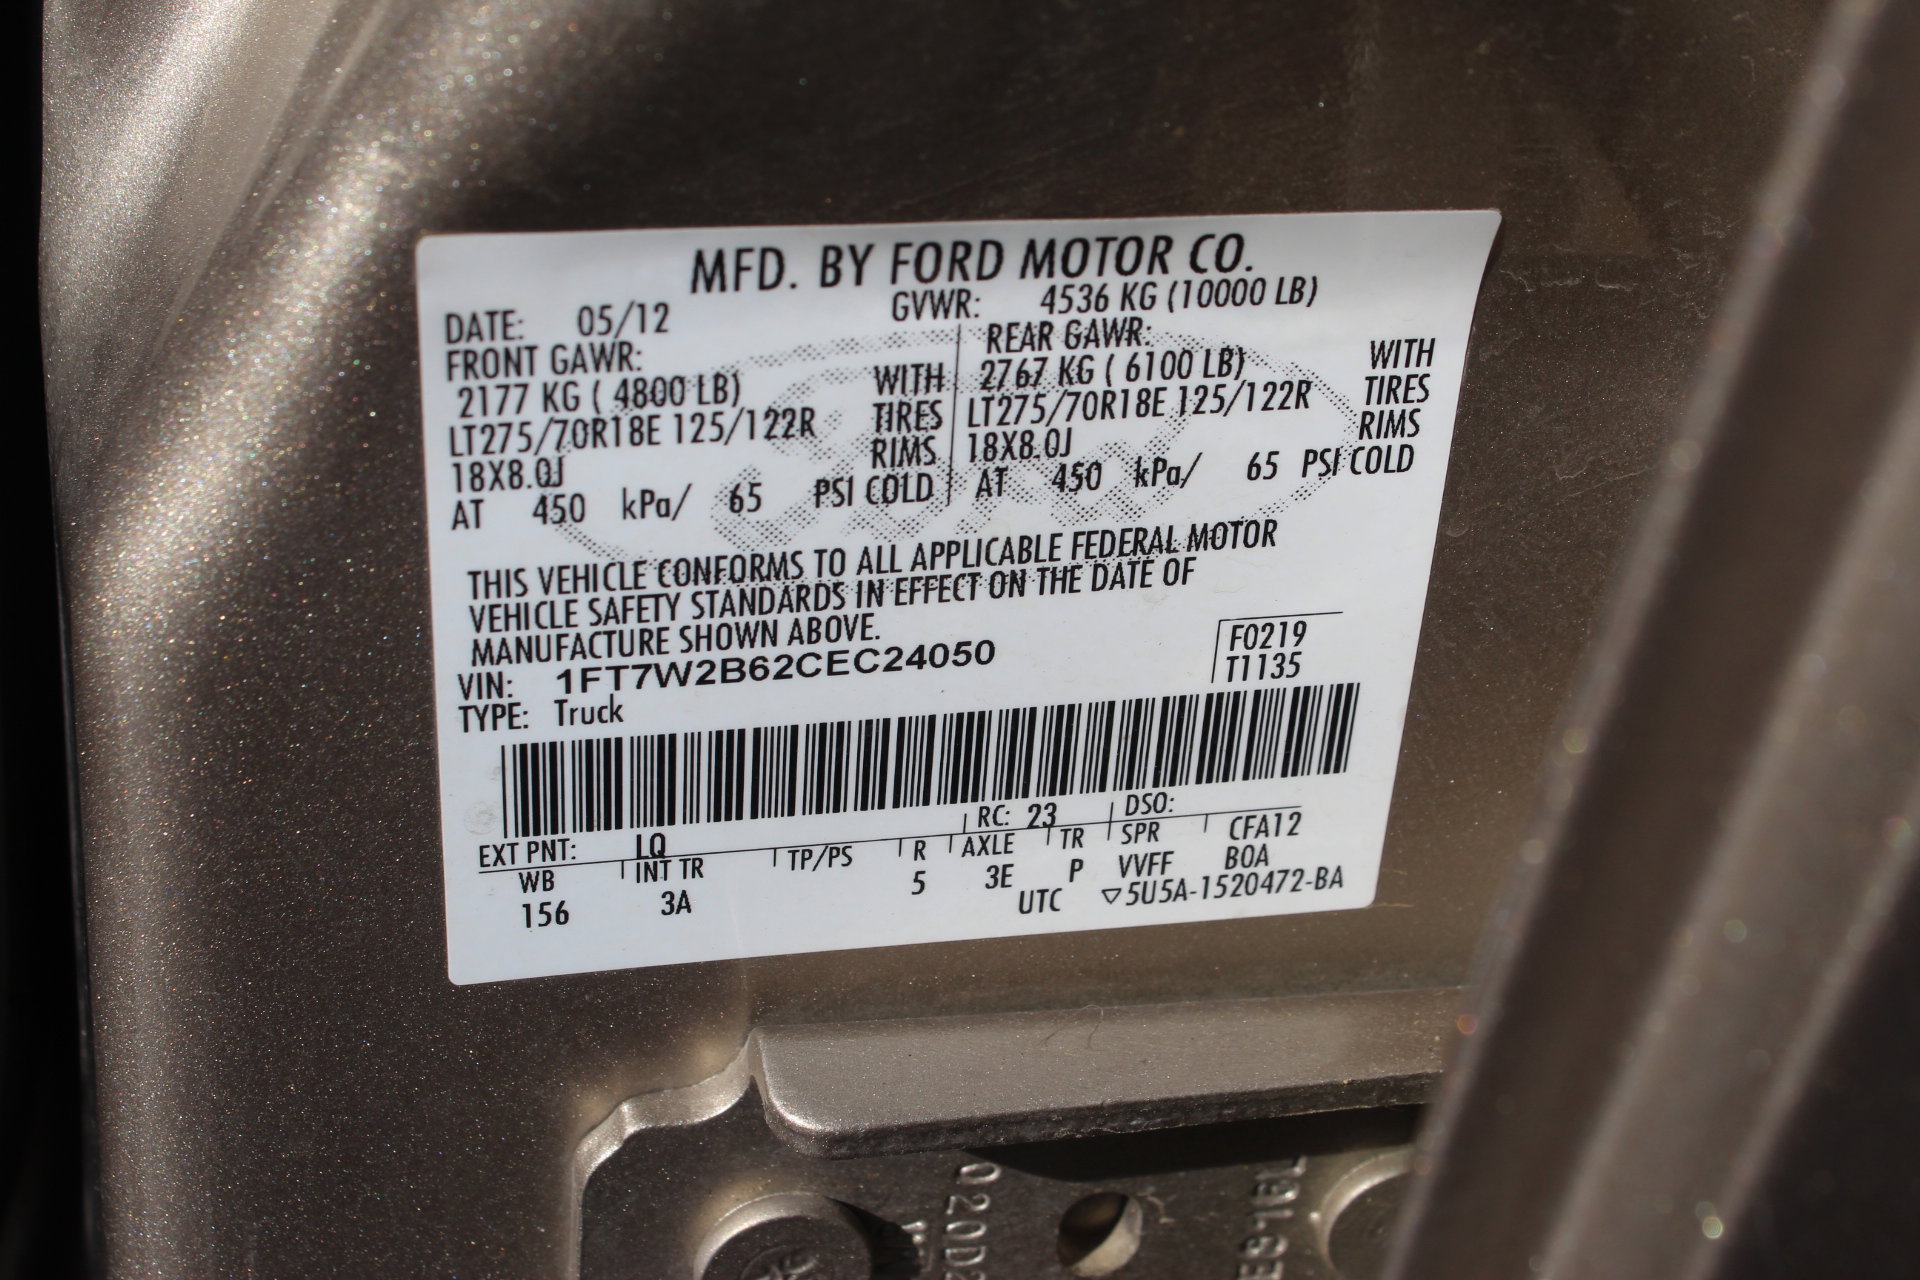 MFD. BY FORD MOTOR CO.
DATE: 05/12 GVWR: 4536 KG (10000 LB)
FRONT GAWR: REAR GAWR:
2177 KG ( 4800 LB) WITH 2767 KG ( 6100 LB) WITH
LT275/70R18E 125/122R TIRES LT275/70R18E 125/122R TIRES
18X8.0J RIMS 18X8.0J RIMS
AT 450 kPa/ 65 PSI COLD AT 450 kPa/ 65 PSI COLD
THIS VEHICLE CONFORMS TO ALL APPLICABLE FEDERAL MOTOR
VEHICLE SAFETY STANDARDS IN EFFECT ON THE DATE OF
MANUFACTURE SHOWN ABOVE.
VIN: 1FT7W2B62CEC24050
TYPE: Truck
F0219
T1135
EXT PNT: LQ RC: 23 DSO:
WB INT TR TP/PS R AXLE TR SPR CFA12
156 3A 5 3E P VVFF BOA
UTC ▽5U5A-1520472-BA